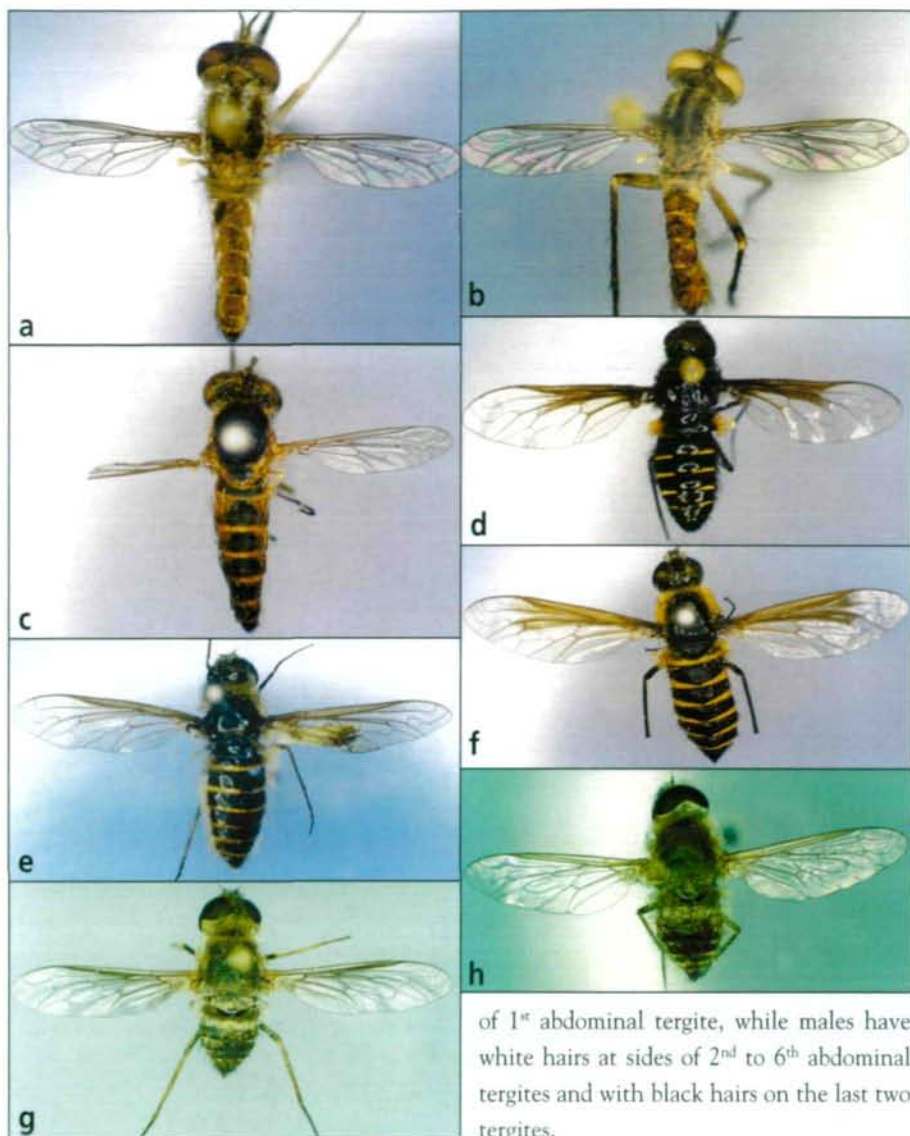 a
b
c
d
e
f
g
h
of 1st abdominal tergite, while males have
white hairs at sides of 2nd to 6th abdominal
tergites and with black hairs on the last two
tergites.